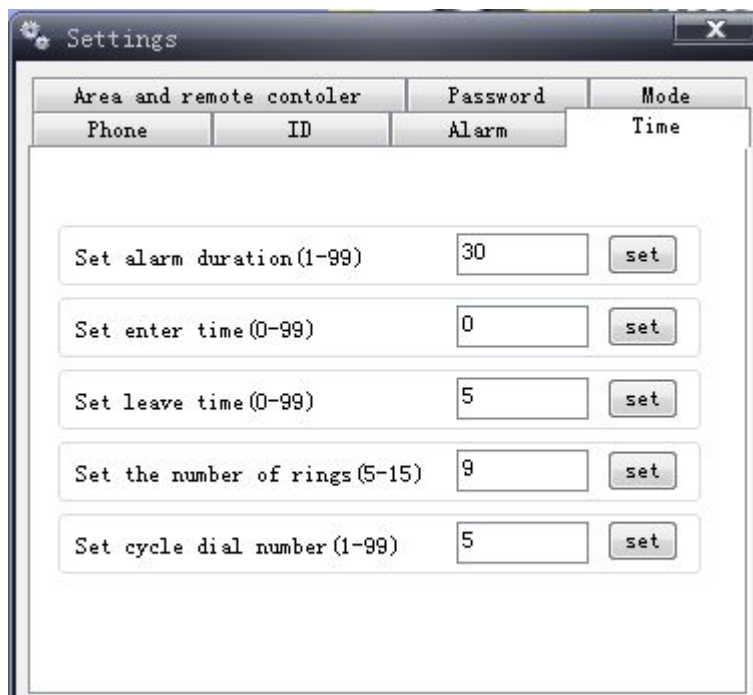 Settings
X
Area and remote contoler Password Mode
Phone ID Alarm Time
Set alarm duration(1-99) 30 set
Set enter time(0-99) 0 set
Set leave time(0-99) 5 set
Set the number of rings(5-15) 9 set
Set cycle dial number(1-99) 5 set